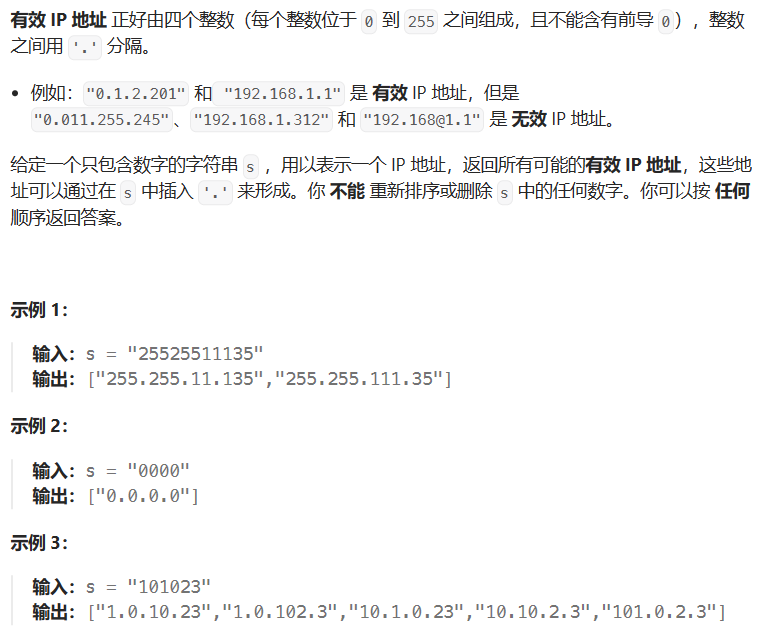 有效 IP 地址 正好由四个整数（每个整数位于 0 到 255 之间组成，且不能含有前导 0），整数
之间用 '.' 分隔。
• 例如："0.1.2.201" 和 "192.168.1.1" 是 有效 IP 地址，但是
"0.011.255.245"、"192.168.1.312" 和 "192.168@1.1" 是 无效 IP 地址。
给定一个只包含数字的字符串 s ，用以表示一个 IP 地址，返回所有可能的有效 IP 地址，这些地
址可以通过在 s 中插入 '.' 来形成。你 不能 重新排序或删除 s 中的任何数字。你可以按 任何
顺序返回答案。
示例 1：
输入：s = "25525511135"
输出：["255.255.11.135","255.255.111.35"]
示例 2：
输入：s = "0000"
输出：["0.0.0.0"]
示例 3：
输入：s = "101023"
输出：["1.0.10.23","1.0.102.3","10.1.0.23","10.10.2.3","101.0.2.3"]